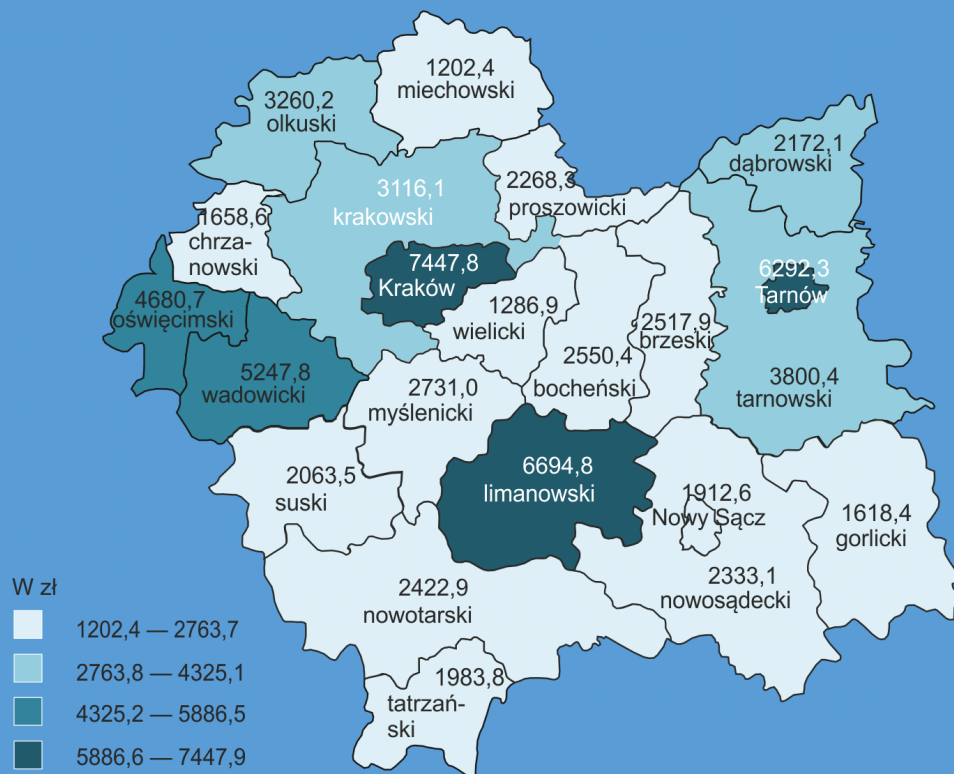 1202,4
miechowski
3260,2
olkuski
2172,1
dąbrowski
3116,1
krakowski
2268,3
proszowicki
1658,6
chrza-
nowski
7447,8
Kraków
6292,3
Tarnów
4680,7
oświęcimski
1286,9
wielicki
2517,9
brzeski
2550,4
bocheński
5247,8
wadowicki
2731,0
myślenicki
3800,4
tarnowski
2063,5
suski
6694,8
limanowski
1912,6
Nowy Sącz
1618,4
gorlicki
2422,9
nowotarski
2333,1
nowosądecki
1983,8
tatrzań-
ski
W zł
1202,4 — 2763,7
2763,8 — 4325,1
4325,2 — 5886,5
5886,6 — 7447,9